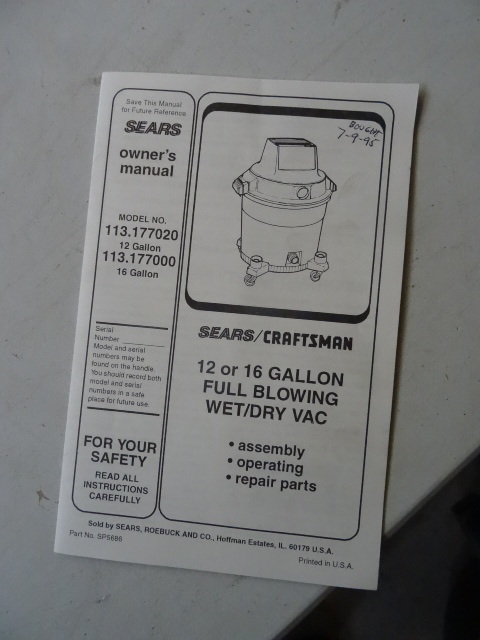 Save This Manual
for Future Reference
SEARS
owner's
manual
MODEL NO.
113.177020
12 Gallon
113.177000
16 Gallon
Serial
Number
Model and serial
numbers may be
found on the handle.
You should record both
model and serial
numbers in a safe
place for future use.
FOR YOUR
SAFETY
READ ALL
INSTRUCTIONS
CAREFULLY
BOUGHT
7-9-95
SEARS/CRAFTSMAN
12 or 16 GALLON
FULL BLOWING
WET/DRY VAC
• assembly
• operating
• repair parts
Sold by SEARS, ROEBUCK AND CO., Hoffman Estates, IL. 60179 U.S.A.
Part No. SP5686
Printed in U.S.A.